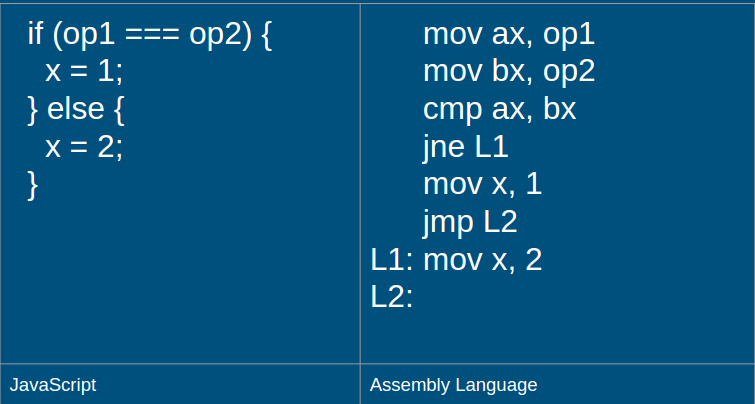 if (op1 === op2) {
  x = 1;
} else {
  x = 2;
}
mov ax, op1
mov bx, op2
cmp ax, bx
jne L1
mov x, 1
jmp L2
L1: mov x, 2
L2:
JavaScript
Assembly Language